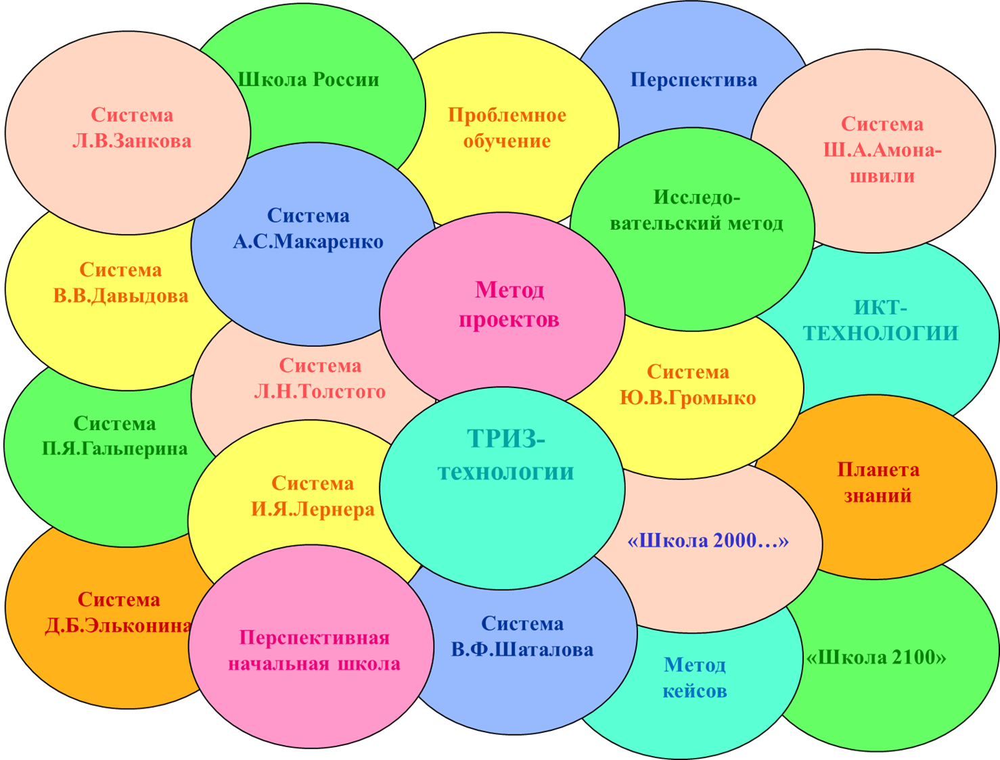 Школа России
Перспектива
Система
Л.В.Занкова
Проблемное
обучение
Система
Ш.А.Амона-
швили
Исследо-
вательский метод
Система
А.С.Макаренко
Система
В.В.Давыдова
Метод
проектов
ИКТ-
ТЕХНОЛОГИИ
Система
Л.Н.Толстого
Система
Ю.В.Громыко
Система
П.Я.Гальперина
ТРИЗ-
технологии
Планета
знаний
Система
И.Я.Лернера
«Школа 2000…»
Система
Д.Б.Эльконина
Перспективная
начальная школа
Система
В.Ф.Шаталова
Метод
кейсов
«Школа 2100»